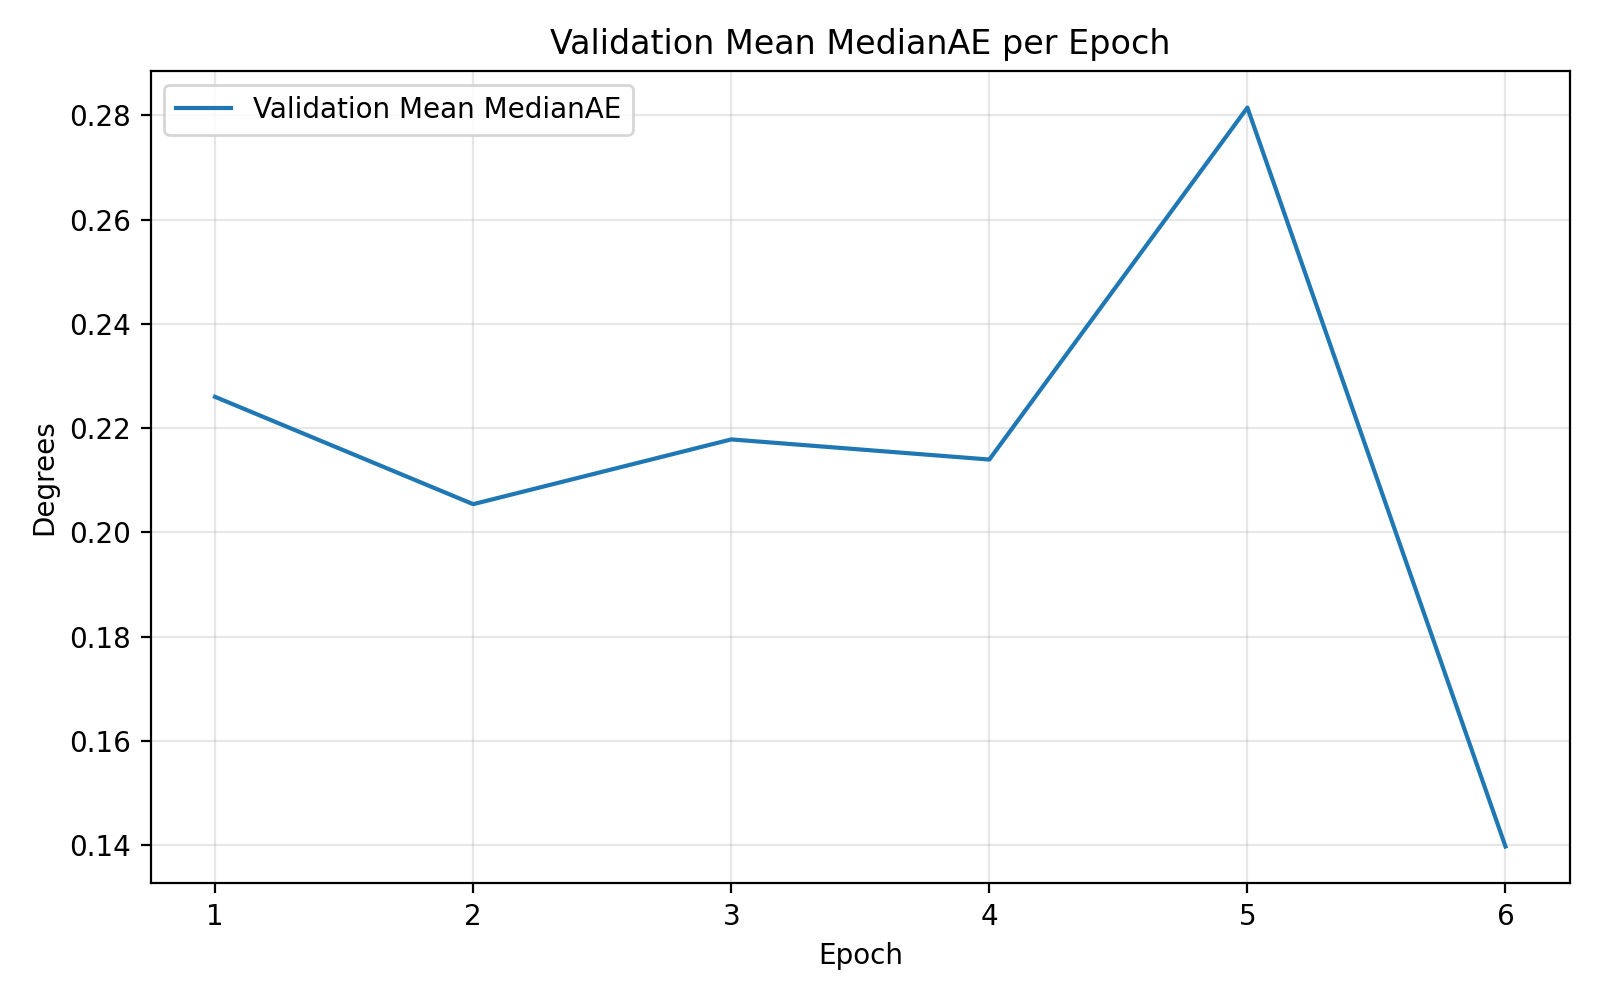 Validation Mean MedianAE per Epoch
Validation Mean MedianAE
0.28
0.26
0.24
0.22
0.20
0.18
0.16
0.14
Degrees
1 2 3 4 5 6
Epoch